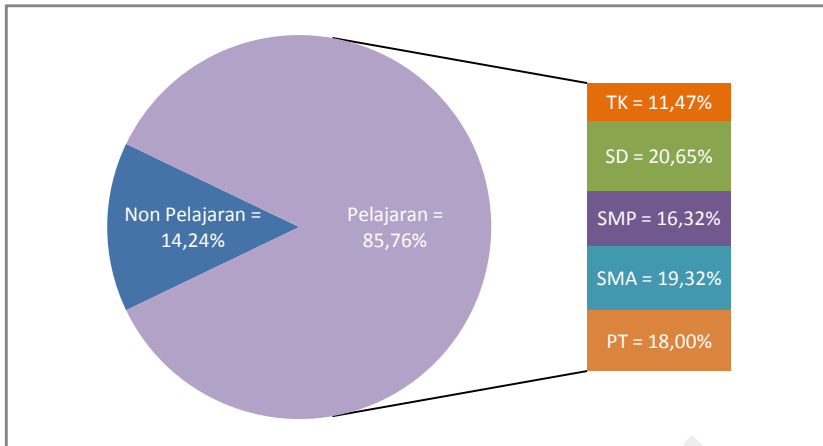 Non Pelajaran =
14,24%
Pelajaran =
85,76%
TK = 11,47%
SD = 20,65%
SMP = 16,32%
SMA = 19,32%
PT = 18,00%